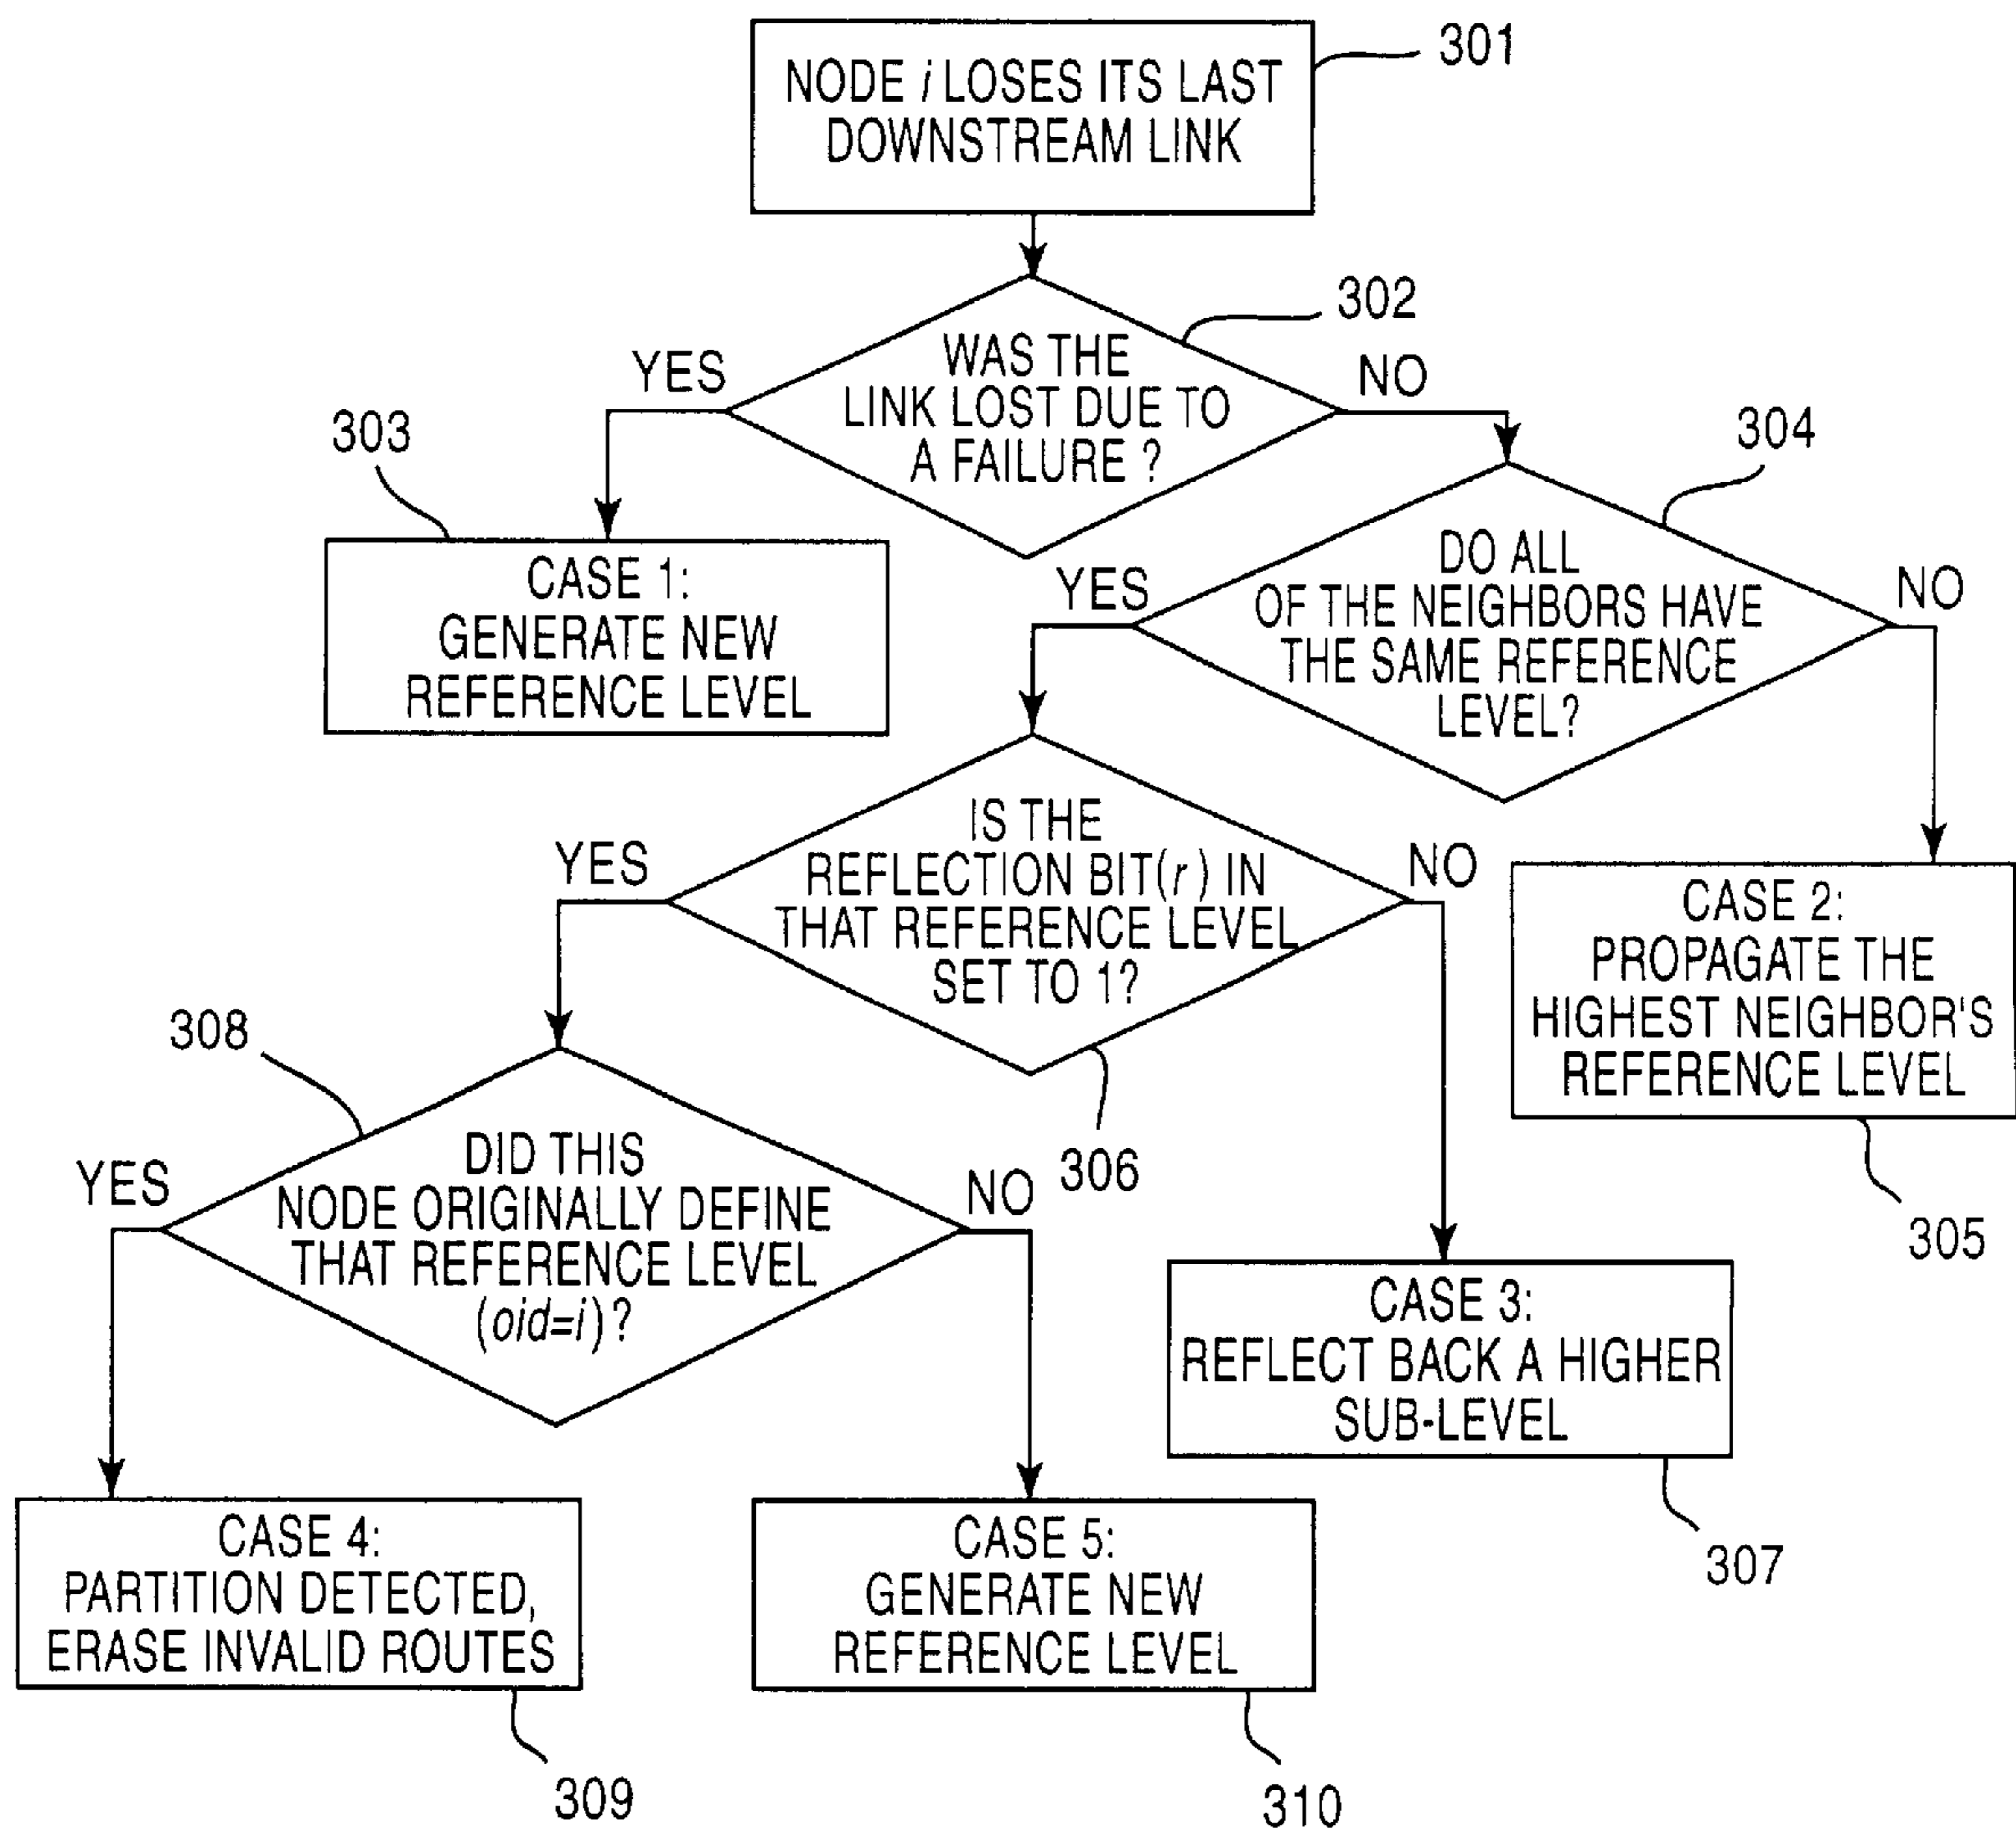 301
NODE i LOSES ITS LAST
DOWNSTREAM LINK
302
WAS THE
LINK LOST DUE TO
A FAILURE ?
YES
NO
303
CASE 1:
GENERATE NEW
REFERENCE LEVEL
304
DO ALL
OF THE NEIGHBORS HAVE
THE SAME REFERENCE
LEVEL?
YES
NO
IS THE
REFLECTION BIT(r) IN
THAT REFERENCE LEVEL
SET TO 1?
YES
NO
306
CASE 2:
PROPAGATE THE
HIGHEST NEIGHBOR'S
REFERENCE LEVEL
305
308
DID THIS
NODE ORIGINALLY DEFINE
THAT REFERENCE LEVEL
(oid=i)?
YES
NO
CASE 3:
REFLECT BACK A HIGHER
SUB-LEVEL
307
CASE 4:
PARTITION DETECTED,
ERASE INVALID ROUTES
309
CASE 5:
GENERATE NEW
REFERENCE LEVEL
310